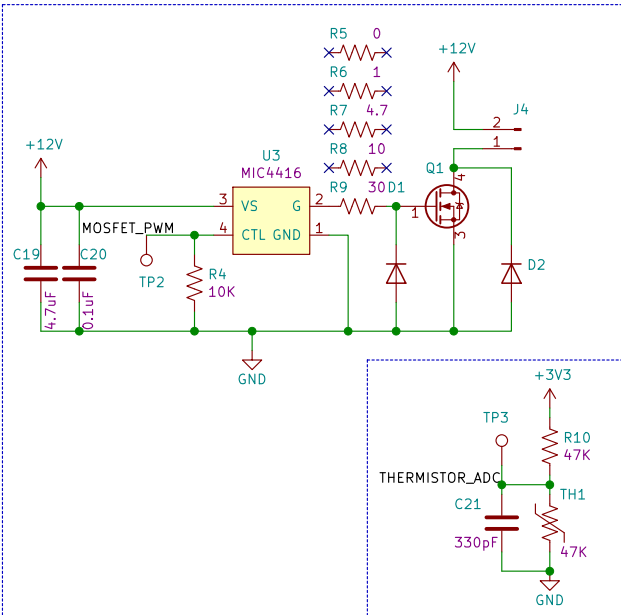 R5 0
+12V
R6 1
R7 4.7
J4
2
1
+12V
R8 10
U3
MIC4416
Q1
4
R9 30 D1
3 VS G 2
1
MOSFET_PWM
4 CTL GND 1
3
C19
C20
TP2
R4
10K
D2
4.7uF
0.1uF
GND
+3V3
TP3
R10
47K
THERMISTOR_ADC
C21
TH1
330pF
47K
GND